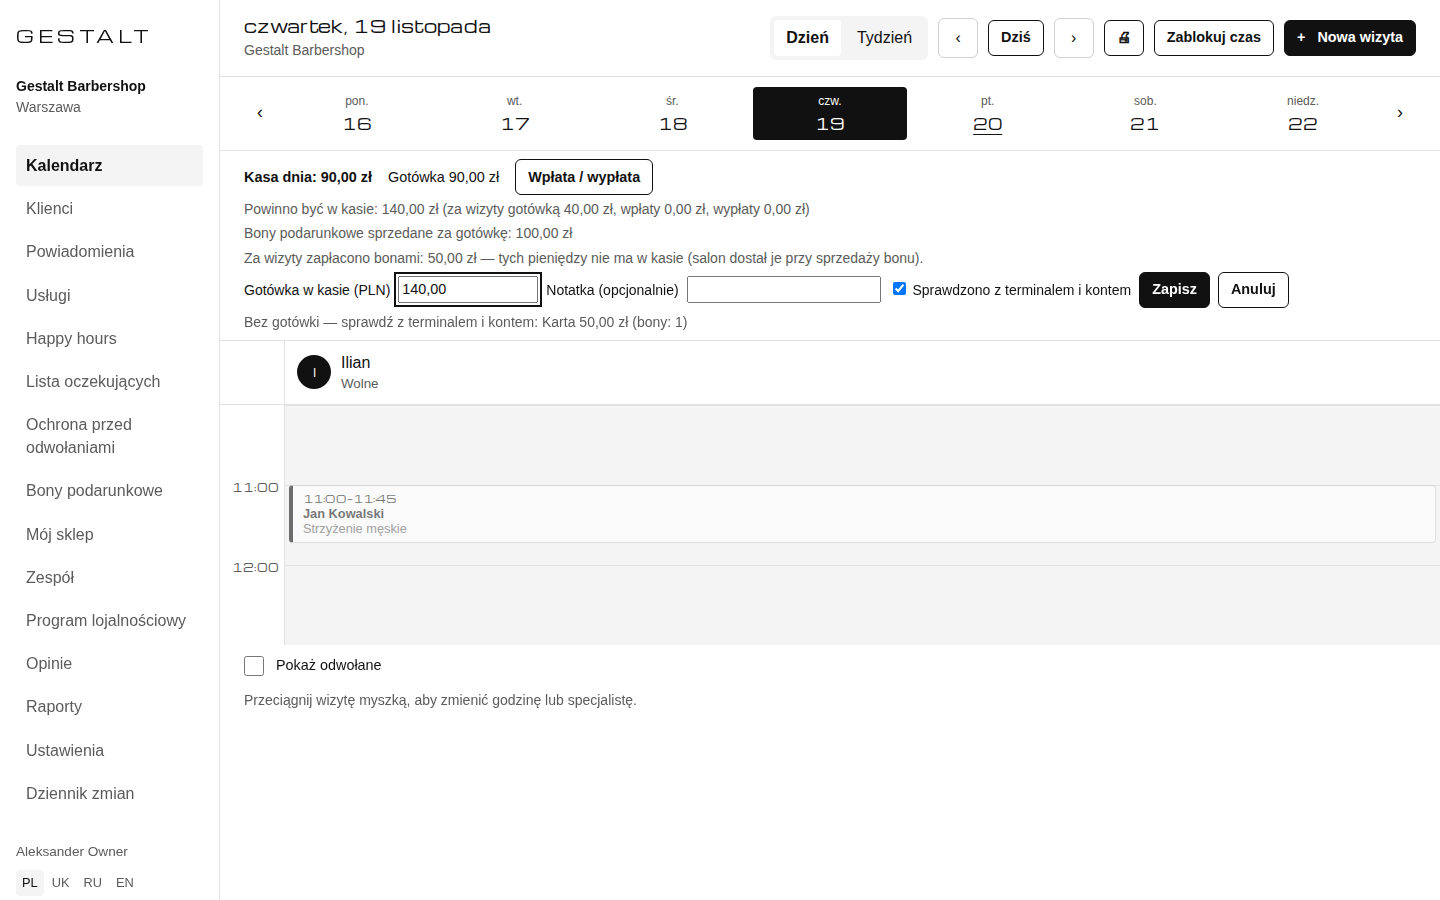 GESTALT
Gestalt Barbershop
Warszawa
Kalendarz
Klienci
Powiadomienia
Usługi
Happy hours
Lista oczekujących
Ochrona przed
odwołaniami
Bony podarunkowe
Mój sklep
Zespół
Program lojalnościowy
Opinie
Raporty
Ustawienia
Dziennik zmian
Aleksander Owner
PL UK RU EN
czwartek, 19 listopada
Gestalt Barbershop
Dzień Tydzień ‹ Dziś › Zablokuj czas + Nowa wizyta
‹ pon. wt. śr. czw. pt. sob. niedz. ›
16 17 18 19 20 21 22
Kasa dnia: 90,00 zł Gotówka 90,00 zł Wpłata / wypłata
Powinno być w kasie: 140,00 zł (za wizyty gotówką 40,00 zł, wpłaty 0,00 zł, wypłaty 0,00 zł)
Bony podarunkowe sprzedane za gotówkę: 100,00 zł
Za wizyty zapłacono bonami: 50,00 zł — tych pieniędzy nie ma w kasie (salon dostał je przy sprzedaży bonu).
Gotówka w kasie (PLN) 140,00 Notatka (opcjonalnie) Sprawdzono z terminalem i kontem Zapisz Anuluj
Bez gotówki — sprawdź z terminalem i kontem: Karta 50,00 zł (bony: 1)
I Ilian
Wolne
11:00
11:00-11:45
Jan Kowalski
Strzyżenie męskie
12:00
Pokaż odwołane
Przeciągnij wizytę myszką, aby zmienić godzinę lub specjalistę.